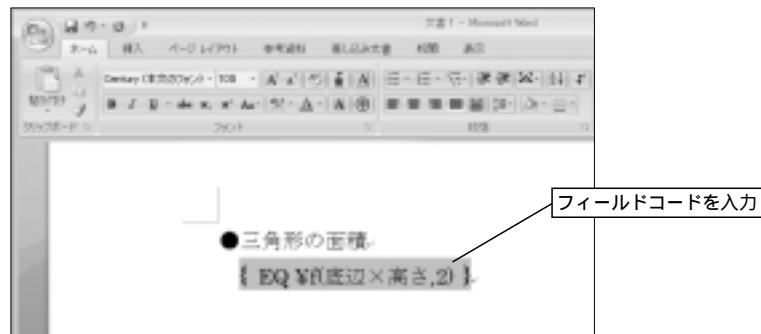 文書1 - Microsoft Word
ホーム 挿入 ページ レイアウト 参考資料 差し込み文書 校閲 表示
貼り付け
クリップボード フォント 段落
フィールドコードを入力
●三角形の面積
{ EQ ¥f(底辺×高さ,2) }